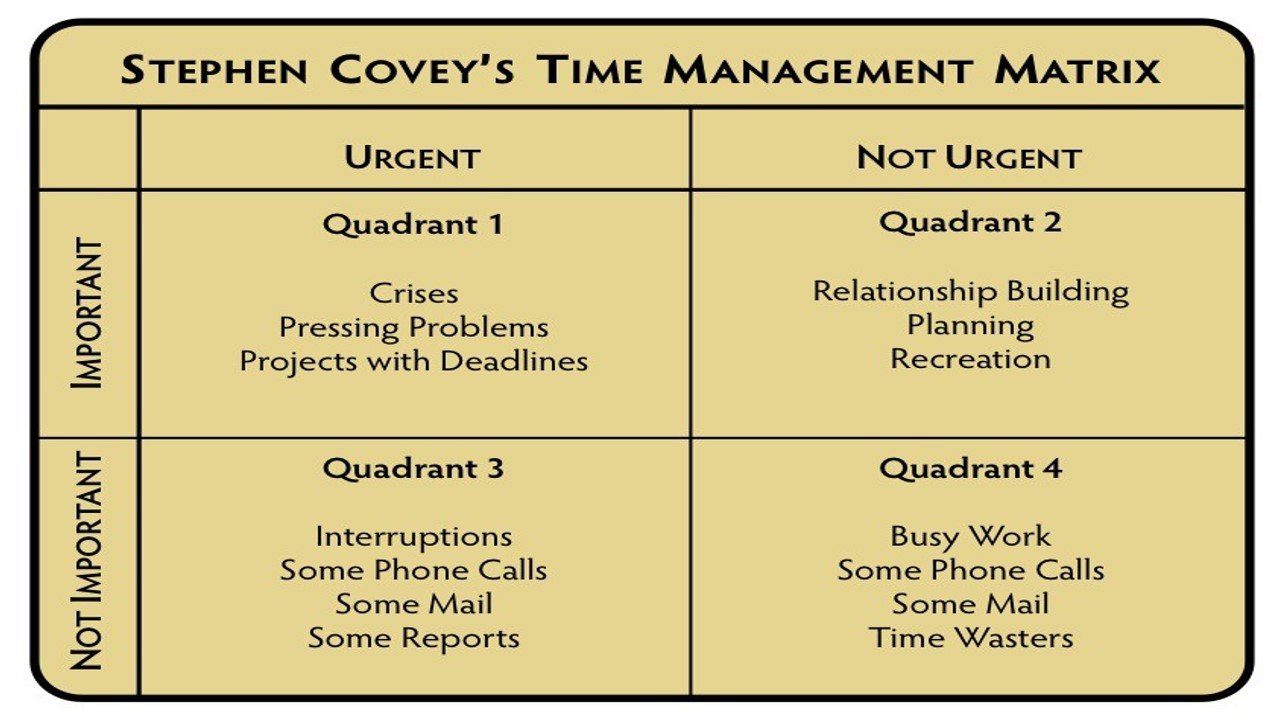 STEPHEN COVEY'S TIME MANAGEMENT MATRIX
URGENT
NOT URGENT
IMPORTANT
Quadrant 1
Crises
Pressing Problems
Projects with Deadlines
Quadrant 2
Relationship Building
Planning
Recreation
NOT IMPORTANT
Quadrant 3
Interruptions
Some Phone Calls
Some Mail
Some Reports
Quadrant 4
Busy Work
Some Phone Calls
Some Mail
Time Wasters